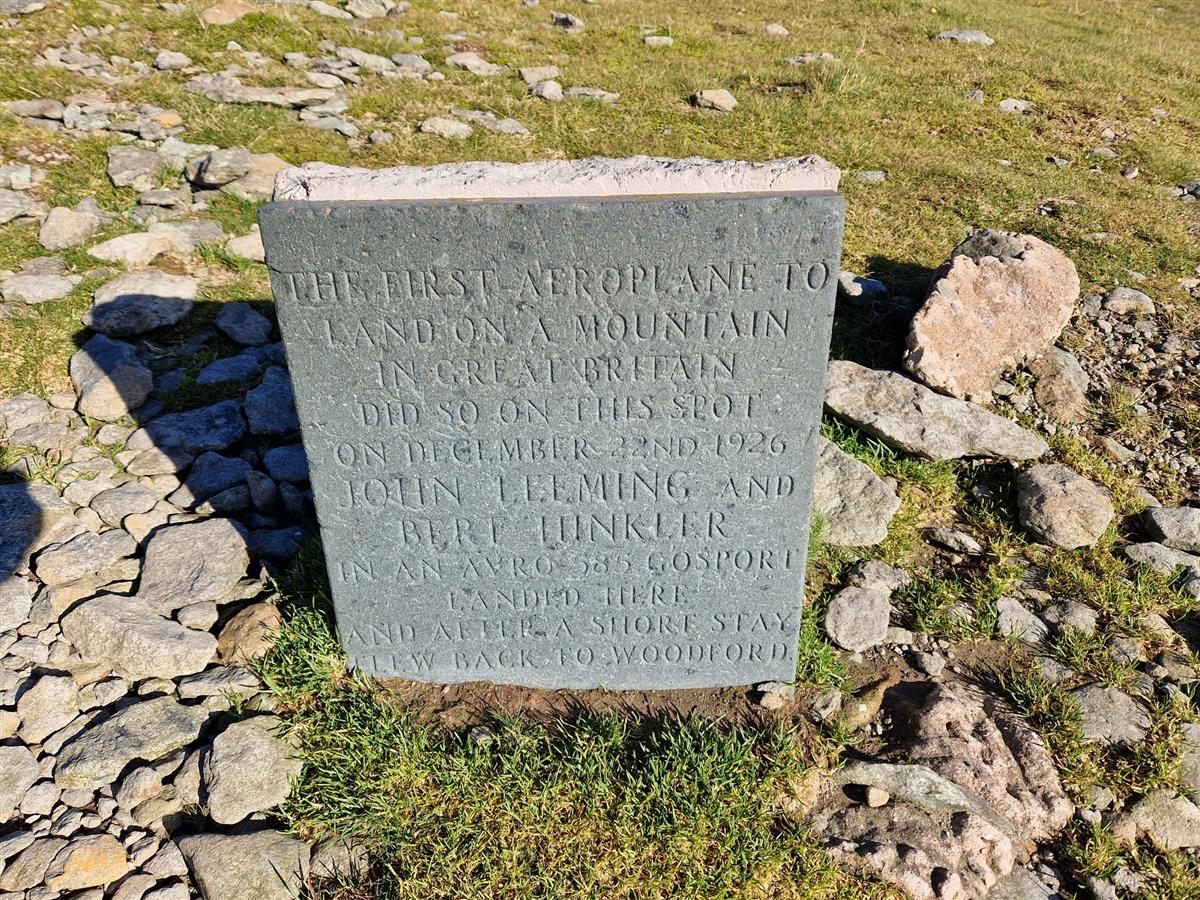 THE FIRST AEROPLANE TO
LAND ON A MOUNTAIN
IN GREAT BRITAIN
DID SO ON THIS SPOT
ON DECEMBER 22ND 1926
JOHN LEEMING AND
BERT HINKLER
IN AN AVRO 585 GOSPORT
LANDED HERE
AND AFTER A SHORT STAY
FLEW BACK TO WOODFORD